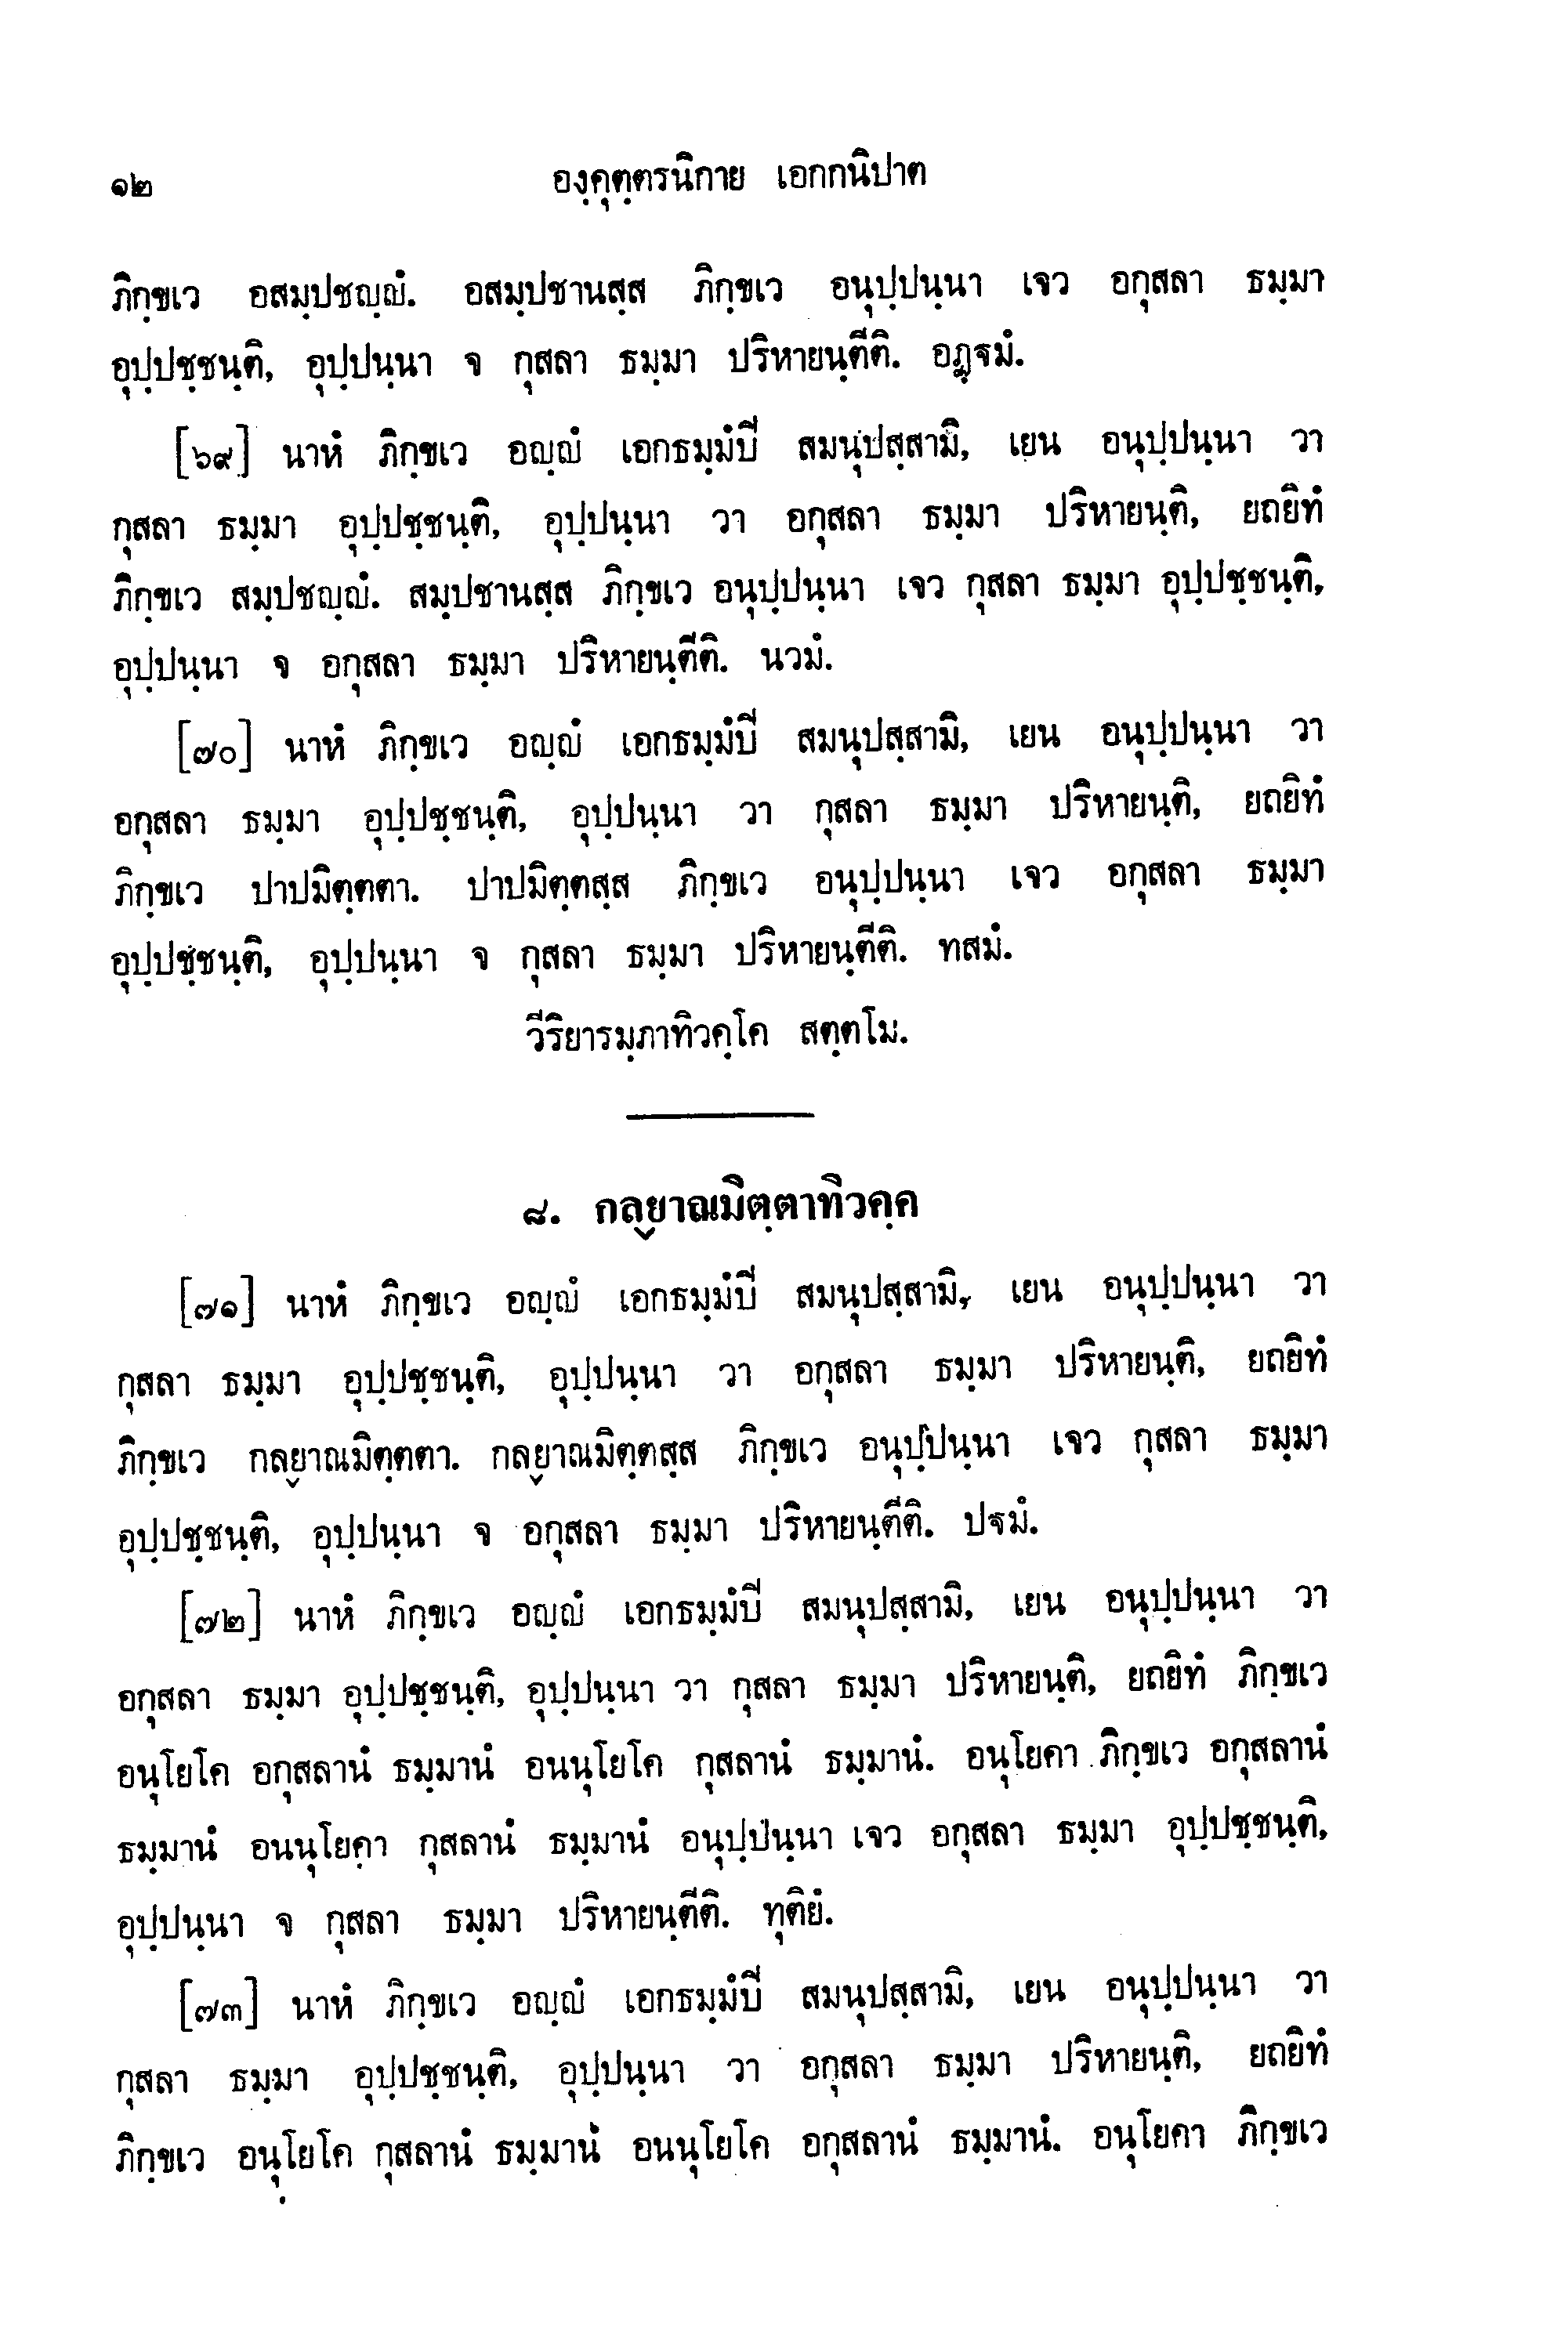 ๑๒ องฺคุตฺตรนิกาย เอกกนิปาต
ภิกฺขเว อสมฺปชญฺญํ. อสมฺปชานสฺส ภิกฺขเว อนุปฺปนฺนา เจว อกุสลา ธมฺมา
อุปฺปชฺชนฺติ, อุปฺปนฺนา จ กุสลา ธมฺมา ปริหายนฺตีติ. อฏฺฐมํ.
[๖๙] นาหํ ภิกฺขเว อญฺญํ เอกธมฺมํปิ สมนุปสฺสามิ, เยน อนุปฺปนฺนา วา
กุสลา ธมฺมา อุปฺปชฺชนฺติ, อุปฺปนฺนา วา อกุสลา ธมฺมา ปริหายนฺติ, ยถยิทํ
ภิกฺขเว สมฺปชญฺญํ. สมฺปชานสฺส ภิกฺขเว อนุปฺปนฺนา เจว กุสลา ธมฺมา อุปฺปชฺชนฺติ,
อุปฺปนฺนา จ อกุสลา ธมฺมา ปริหายนฺตีติ. นวมํ.
[๗๐] นาหํ ภิกฺขเว อญฺญํ เอกธมฺมํปิ สมนุปสฺสามิ, เยน อนุปฺปนฺนา วา
อกุสลา ธมฺมา อุปฺปชฺชนฺติ, อุปฺปนฺนา วา กุสลา ธมฺมา ปริหายนฺติ, ยถยิทํ
ภิกฺขเว ปาปมิตฺตตา. ปาปมิตฺตสฺส ภิกฺขเว อนุปฺปนฺนา เจว อกุสลา ธมฺมา
อุปฺปชฺชนฺติ, อุปฺปนฺนา จ กุสลา ธมฺมา ปริหายนฺตีติ. ทสมํ.
วีริยารมฺภาทิวคฺโค สตฺตโม.
๘. กลฺยาณมิตฺตาทิวคฺค
[๗๑] นาหํ ภิกฺขเว อญฺญํ เอกธมฺมํปิ สมนุปสฺสามิ, เยน อนุปฺปนฺนา วา
กุสลา ธมฺมา อุปฺปชฺชนฺติ, อุปฺปนฺนา วา อกุสลา ธมฺมา ปริหายนฺติ, ยถยิทํ
ภิกฺขเว กลฺยาณมิตฺตตา. กลฺยาณมิตฺตสฺส ภิกฺขเว อนุปฺปนฺนา เจว กุสลา ธมฺมา
อุปฺปชฺชนฺติ, อุปฺปนฺนา จ อกุสลา ธมฺมา ปริหายนฺตีติ. ปฐมํ.
[๗๒] นาหํ ภิกฺขเว อญฺญํ เอกธมฺมํปิ สมนุปสฺสามิ, เยน อนุปฺปนฺนา วา
อกุสลา ธมฺมา อุปฺปชฺชนฺติ, อุปฺปนฺนา วา กุสลา ธมฺมา ปริหายนฺติ, ยถยิทํ ภิกฺขเว
อนุโยโค อกุสลานํ ธมฺมานํ อนนุโยโค กุสลานํ ธมฺมานํ. อนุโยคา ภิกฺขเว อกุสลานํ
ธมฺมานํ อนนุโยคา กุสลานํ ธมฺมานํ อนุปฺปนฺนา เจว อกุสลา ธมฺมา อุปฺปชฺชนฺติ,
อุปฺปนฺนา จ กุสลา ธมฺมา ปริหายนฺตีติ. ทุติยํ.
[๗๓] นาหํ ภิกฺขเว อญฺญํ เอกธมฺมํปิ สมนุปสฺสามิ, เยน อนุปฺปนฺนา วา
กุสลา ธมฺมา อุปฺปชฺชนฺติ, อุปฺปนฺนา วา อกุสลา ธมฺมา ปริหายนฺติ, ยถยิทํ
ภิกฺขเว อนุโยโค กุสลานํ ธมฺมานํ อนนุโยโค อกุสลานํ ธมฺมานํ. อนุโยคา ภิกฺขเว